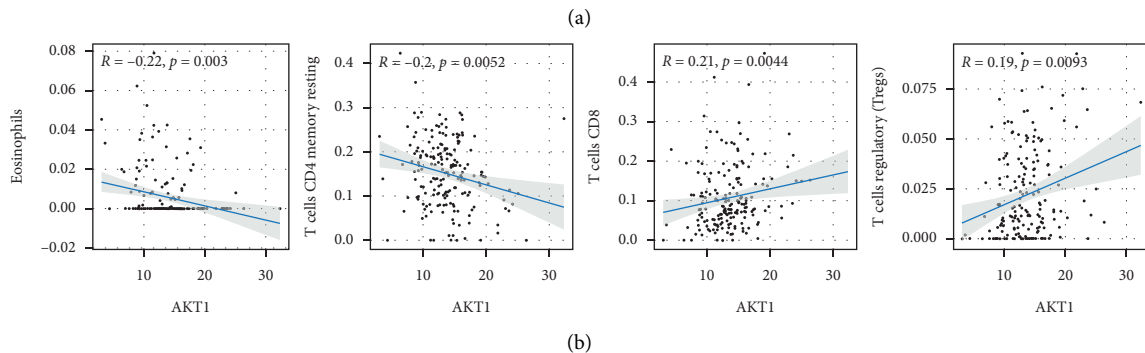 (a)
Eosinophils
0.08
0.06
0.04
0.02
0.00
–0.02
R = –0.22, p = 0.003
10
20
30
AKT1
T cells CD4 memory resting
0.4
0.3
0.2
0.1
0.0
R = –0.2, p = 0.0052
10
20
30
AKT1
T cells CD8
0.4
0.3
0.2
0.1
0.0
R = 0.21, p = 0.0044
10
20
30
AKT1
T cells regulatory (Tregs)
0.075
0.050
0.025
0.000
R = 0.19, p = 0.0093
10
20
30
AKT1
(b)